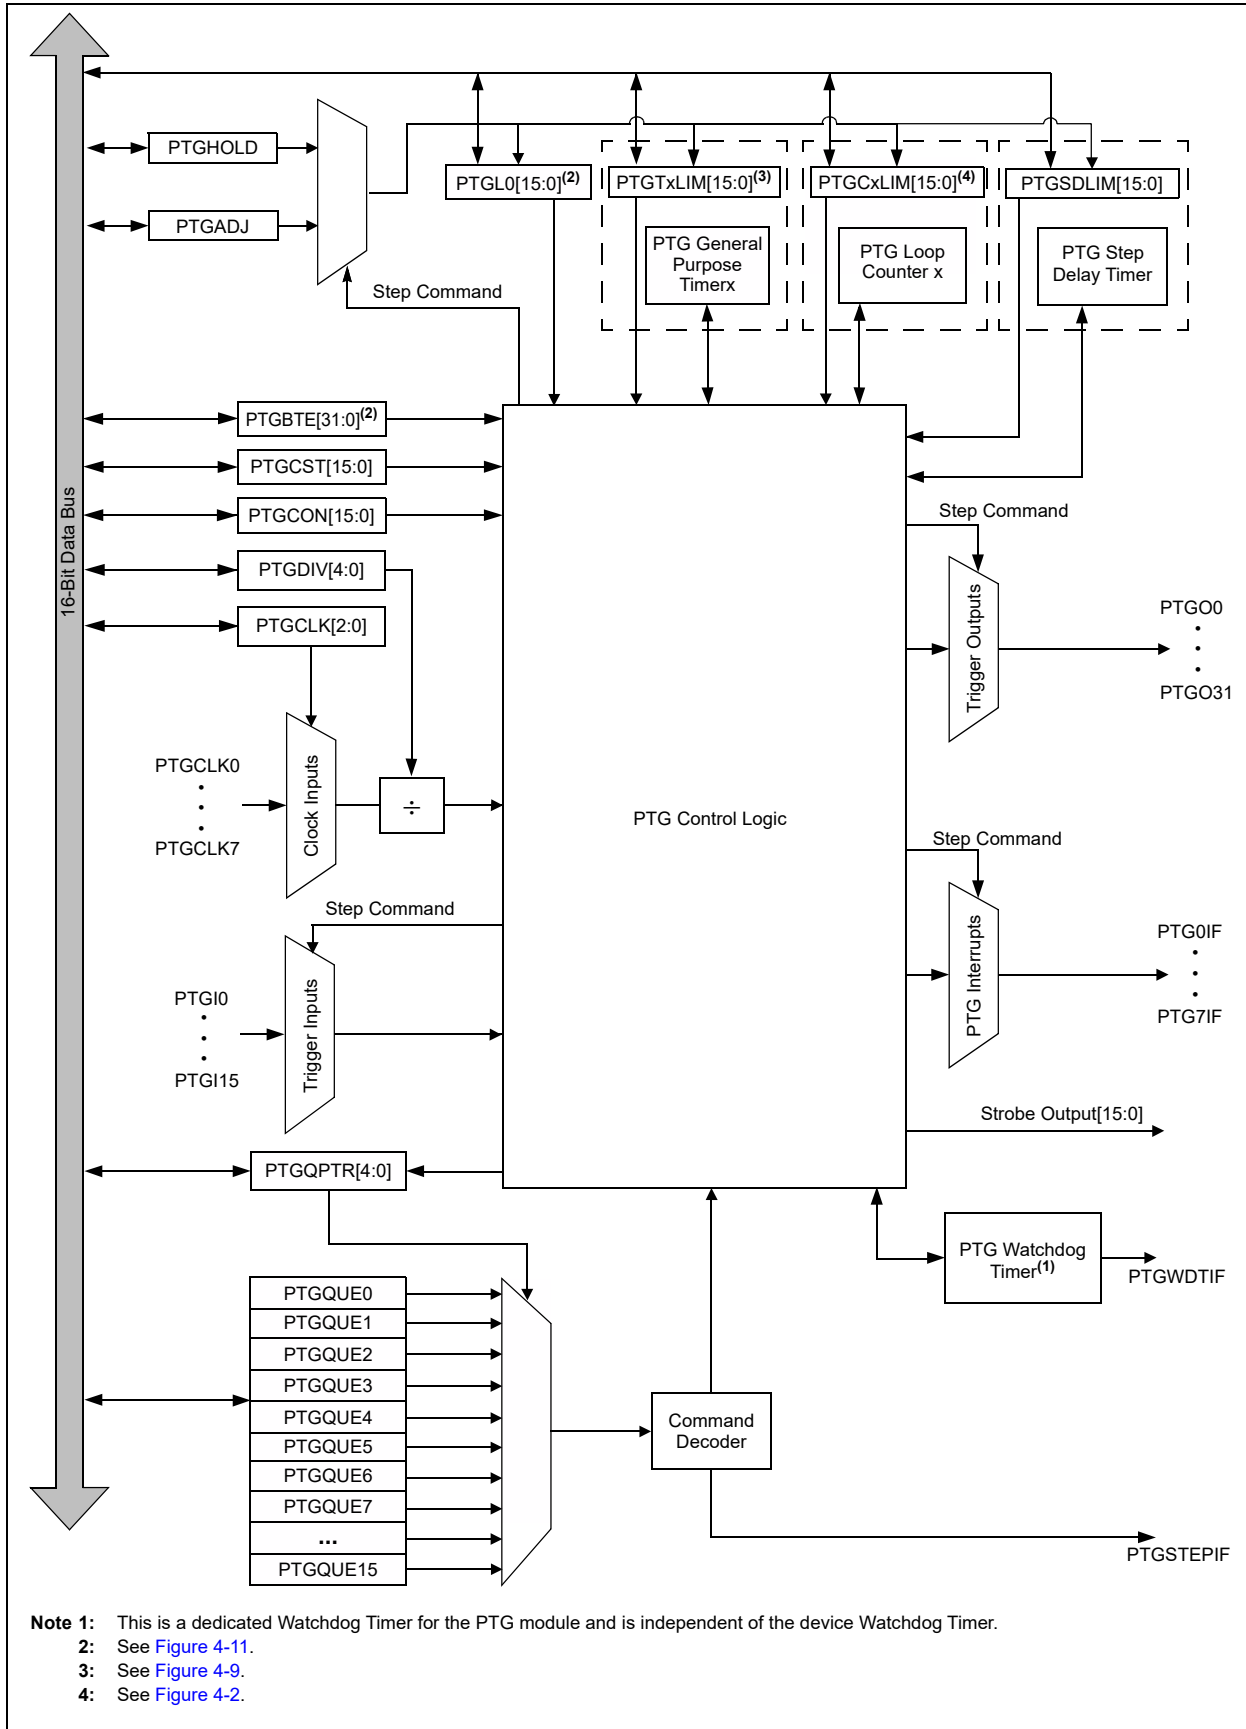 PTGHOLD
PTGADJ
PTGL0[15:0](2)
PTGTxLIM[15:0](3)
PTGCxLIM[15:0](4)
PTGSDLIM[15:0]
PTG General
Purpose
Timerx
PTG Loop
Counter x
PTG Step
Delay Timer
Step Command
16-Bit Data Bus
PTGBTE[31:0](2)
PTGCST[15:0]
PTGCON[15:0]
PTGDIV[4:0]
PTGCLK[2:0]
Step Command
Trigger Outputs
PTGO0
•
•
•
PTGO31
PTGCLK0
•
•
•
PTGCLK7
Clock Inputs
÷
PTG Control Logic
Step Command
PTG Interrupts
PTG0IF
•
•
•
PTG7IF
Step Command
PTGI0
•
•
•
PTGI15
Trigger Inputs
Strobe Output[15:0]
PTGQPTR[4:0]
PTG Watchdog
Timer(1)
PTGWDTIF
PTGQUE0
PTGQUE1
PTGQUE2
PTGQUE3
PTGQUE4
PTGQUE5
PTGQUE6
PTGQUE7
...
PTGQUE15
Command
Decoder
PTGSTEPIF
Note 1: This is a dedicated Watchdog Timer for the PTG module and is independent of the device Watchdog Timer.
2: See Figure 4-11.
3: See Figure 4-9.
4: See Figure 4-2.